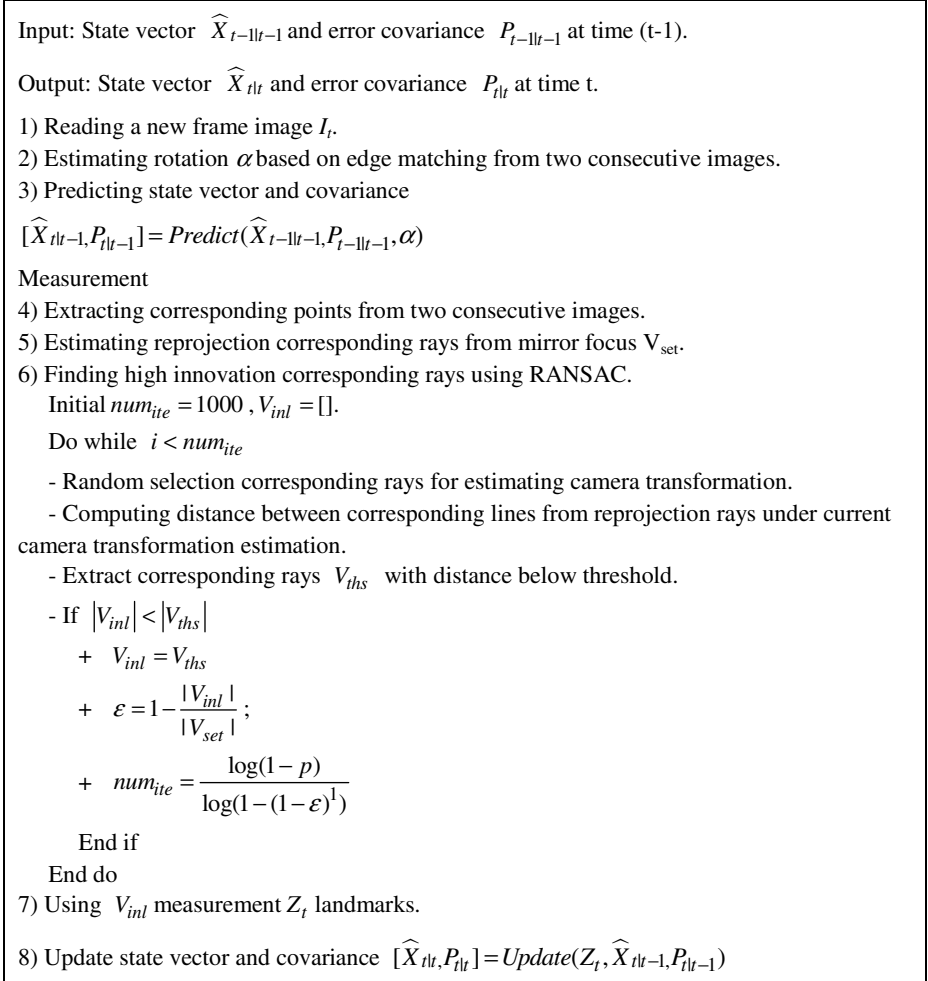 Input: State vector X̂ t−1|t−1 and error covariance P t−1|t−1 at time (t-1).
Output: State vector X̂ t|t and error covariance P t|t at time t.
1) Reading a new frame image I_t.
2) Estimating rotation α based on edge matching from two consecutive images.
3) Predicting state vector and covariance
[X̂ t|t−1, P t|t−1] = Predict(X̂ t−1|t−1, P t−1|t−1, α)
Measurement
4) Extracting corresponding points from two consecutive images.
5) Estimating reprojection corresponding rays from mirror focus V_set.
6) Finding high innovation corresponding rays using RANSAC.
Initial num_ite = 1000 , V_inl = [].
Do while i < num_ite
- Random selection corresponding rays for estimating camera transformation.
- Computing distance between corresponding lines from reprojection rays under current
camera transformation estimation.
- Extract corresponding rays V_ths with distance below threshold.
- If |V_inl| < |V_ths|
+ V_inl = V_ths
+ ε = 1 − |V_inl| / |V_set| ;
+ num_ite = log(1 − p) / log(1 − (1 − ε)^1)
End if
End do
7) Using V_inl measurement Z_t landmarks.
8) Update state vector and covariance [X̂ t|t, P t|t] = Update(Z_t, X̂ t|t−1, P t|t−1)